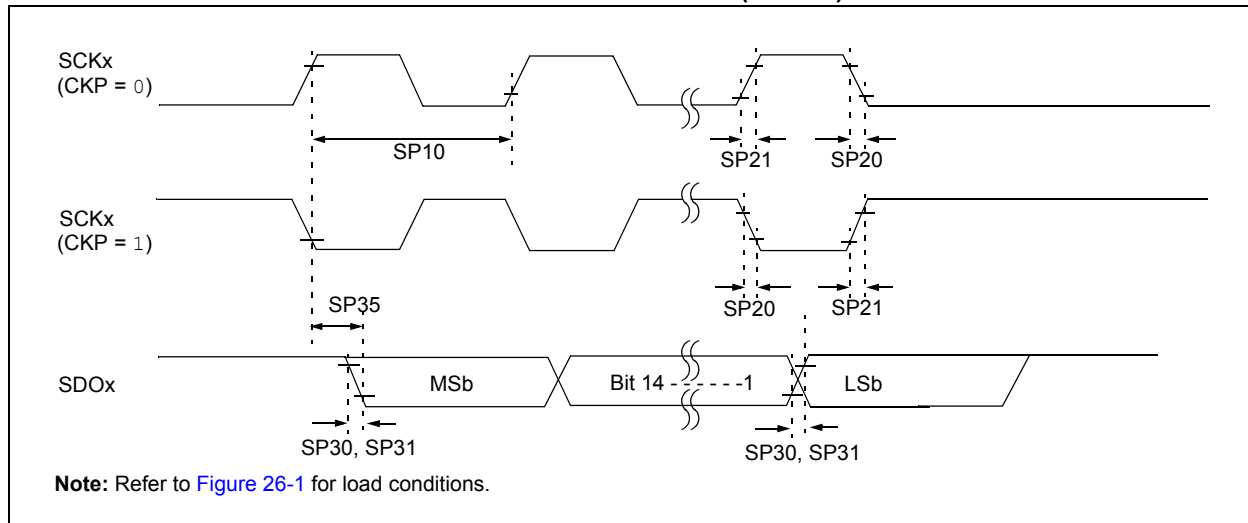 SCKx
(CKP = 0)
SP10
SP21
SP20
SCKx
(CKP = 1)
SP35
SP20
SP21
SDOx
MSb
Bit 14 - - - - - -1
LSb
SP30, SP31
SP30, SP31
Note: Refer to Figure 26-1 for load conditions.